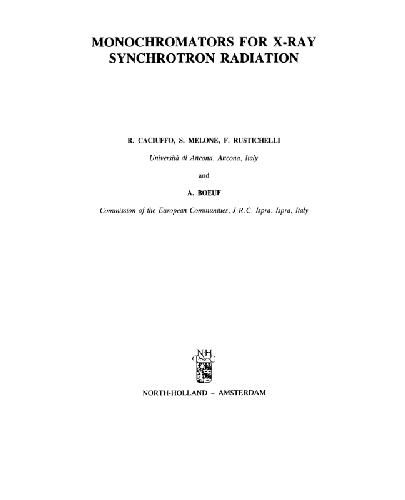 MONOCHROMATORS FOR X-RAY
SYNCHROTRON RADIATION
R. CACIUFFO, S. MELONE, F. RUSTICHELLI
Università di Ancona, Ancona, Italy
and
A. BOEUF
Commission of the European Communities, J.R.C. Ispra, Ispra, Italy
NH
NORTH-HOLLAND – AMSTERDAM